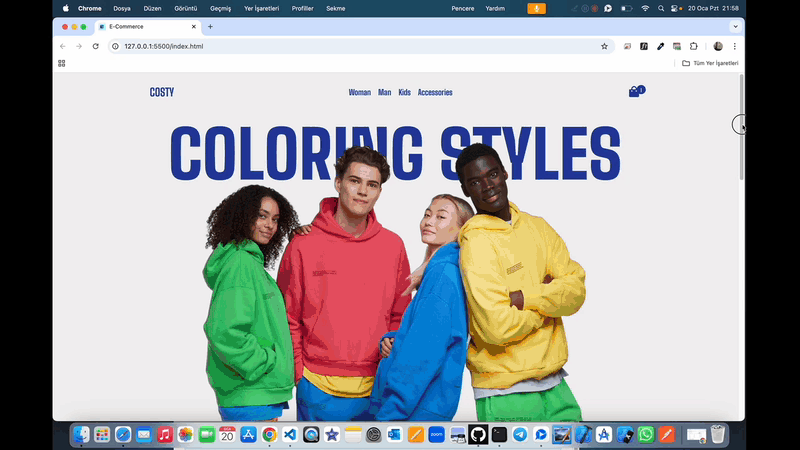 Chrome Dosya Düzen Görüntü Geçmiş Yer İşaretleri Profiller Sekme Pencere Yardım 20 Oca Pzt 21:58
E-Commerce
127.0.0.1:5500/index.html
Tüm Yer İşaretleri
COSTY Woman Man Kids Accessories
COLORING STYLES
20
zoom